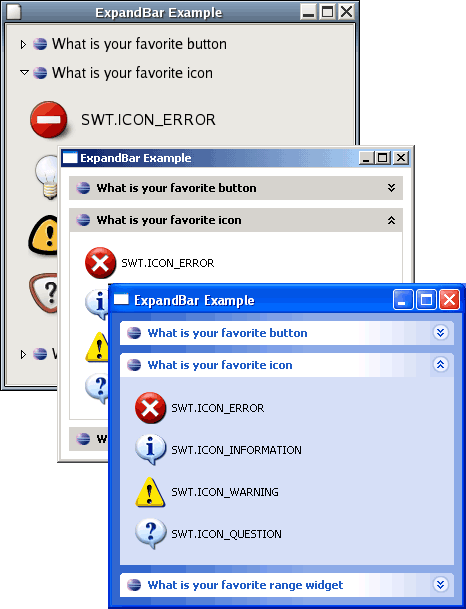 ExpandBar Example
What is your favorite button
What is your favorite icon
SWT.ICON_ERROR
ExpandBar Example
What is your favorite button
What is your favorite icon
SWT.ICON_ERROR
ExpandBar Example
What is your favorite button
What is your favorite icon
SWT.ICON_ERROR
SWT.ICON_INFORMATION
SWT.ICON_WARNING
SWT.ICON_QUESTION
What is your favorite range widget